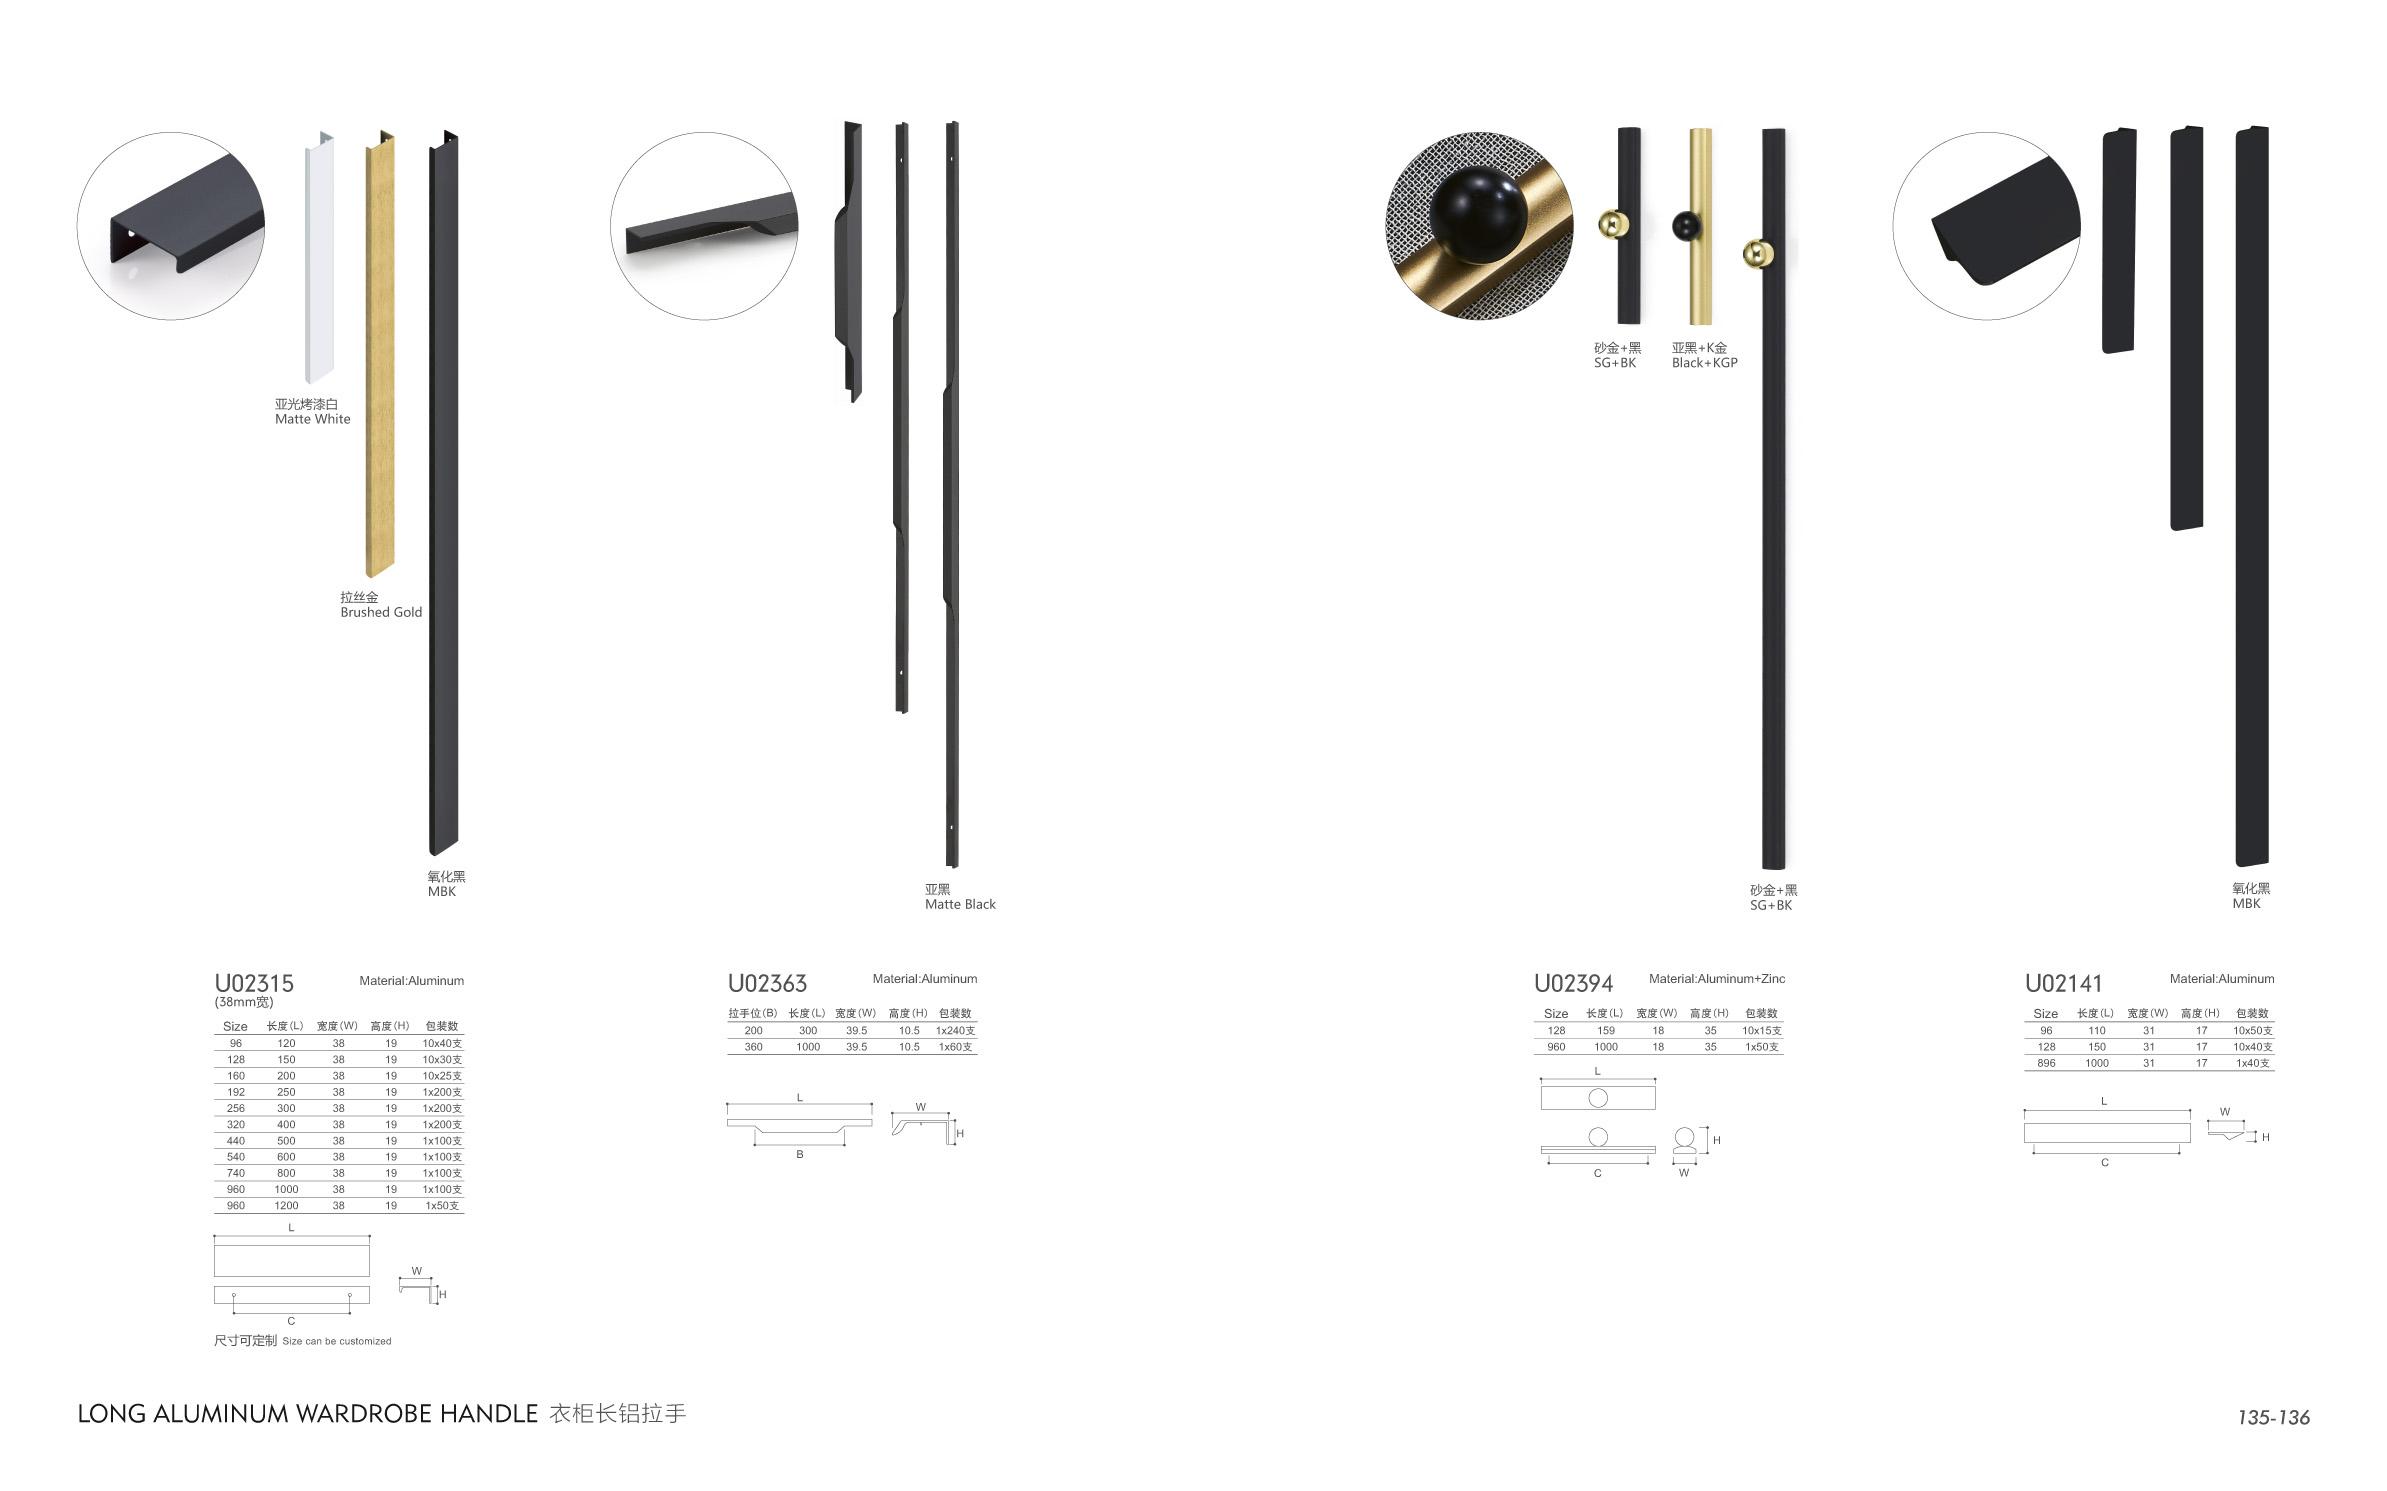 亚光烤漆白
Matte White
拉丝金
Brushed Gold
氧化黑
MBK
亚黑
Matte Black
砂金+黑
SG+BK
亚黑+K金
Black+KGP
砂金+黑
SG+BK
氧化黑
MBK
U02315 Material:Aluminum
(38mm宽)
Size 长度(L) 宽度(W) 高度(H) 包装数
96 120 38 19 10x40支
128 150 38 19 10x30支
160 200 38 19 10x25支
192 250 38 19 1x200支
256 300 38 19 1x200支
320 400 38 19 1x200支
440 500 38 19 1x100支
540 600 38 19 1x100支
740 800 38 19 1x100支
960 1000 38 19 1x100支
960 1200 38 19 1x50支
L
W
H
C
尺寸可定制 Size can be customized
U02363 Material:Aluminum
拉手位(B) 长度(L) 宽度(W) 高度(H) 包装数
200 300 39.5 10.5 1x240支
360 1000 39.5 10.5 1x60支
L
W
H
B
U02394 Material:Aluminum+Zinc
Size 长度(L) 宽度(W) 高度(H) 包装数
128 159 18 35 10x15支
960 1000 18 35 1x50支
L
H
C
W
U02141 Material:Aluminum
Size 长度(L) 宽度(W) 高度(H) 包装数
96 110 31 17 10x50支
128 150 31 17 10x40支
896 1000 31 17 1x40支
L
W
H
C
LONG ALUMINUM WARDROBE HANDLE 衣柜长铝拉手
135-136